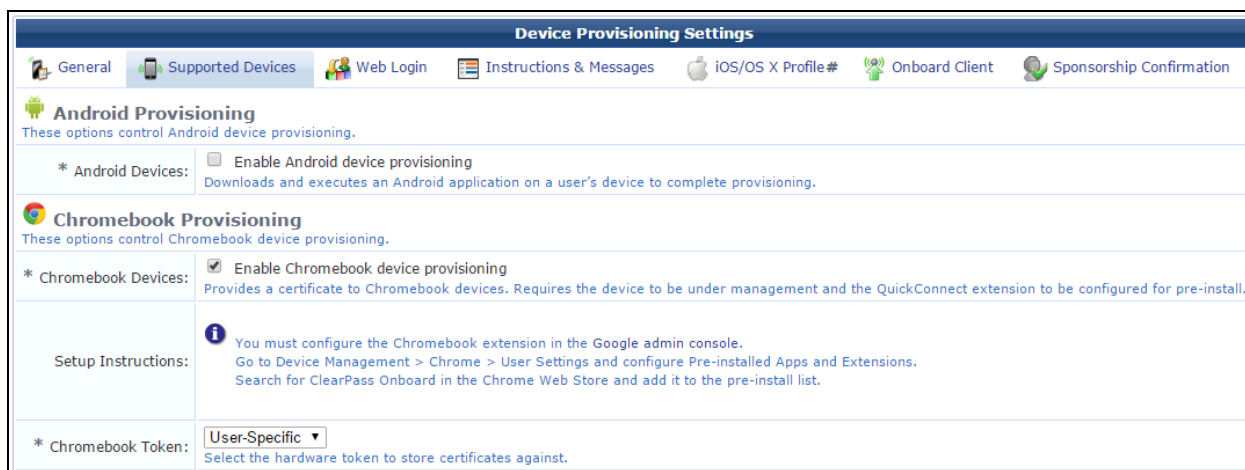 Device Provisioning Settings
General Supported Devices Web Login Instructions & Messages iOS/OS X Profile# Onboard Client Sponsorship Confirmation
Android Provisioning
These options control Android device provisioning.
* Android Devices: Enable Android device provisioning
Downloads and executes an Android application on a user's device to complete provisioning.
Chromebook Provisioning
These options control Chromebook device provisioning.
* Chromebook Devices: Enable Chromebook device provisioning
Provides a certificate to Chromebook devices. Requires the device to be under management and the QuickConnect extension to be configured for pre-install.
Setup Instructions:
You must configure the Chromebook extension in the Google admin console.
Go to Device Management > Chrome > User Settings and configure Pre-installed Apps and Extensions.
Search for ClearPass Onboard in the Chrome Web Store and add it to the pre-install list.
* Chromebook Token: User-Specific
Select the hardware token to store certificates against.